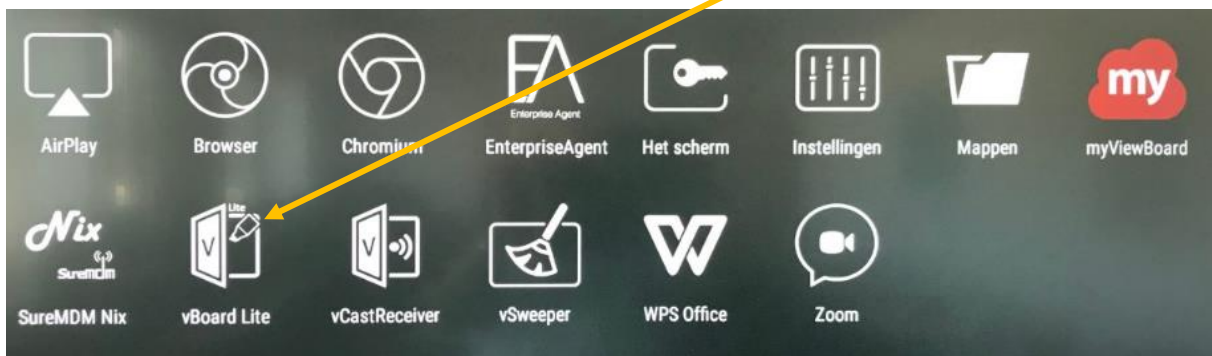 EA
Enterprise Agent
my
AirPlay
Browser
Chromium
EnterpriseAgent
Het scherm
Instellingen
Mappen
myViewBoard
Nix
SureMDM
Lite
V
V
W
SureMDM Nix
vBoard Lite
vCastReceiver
vSweeper
WPS Office
Zoom